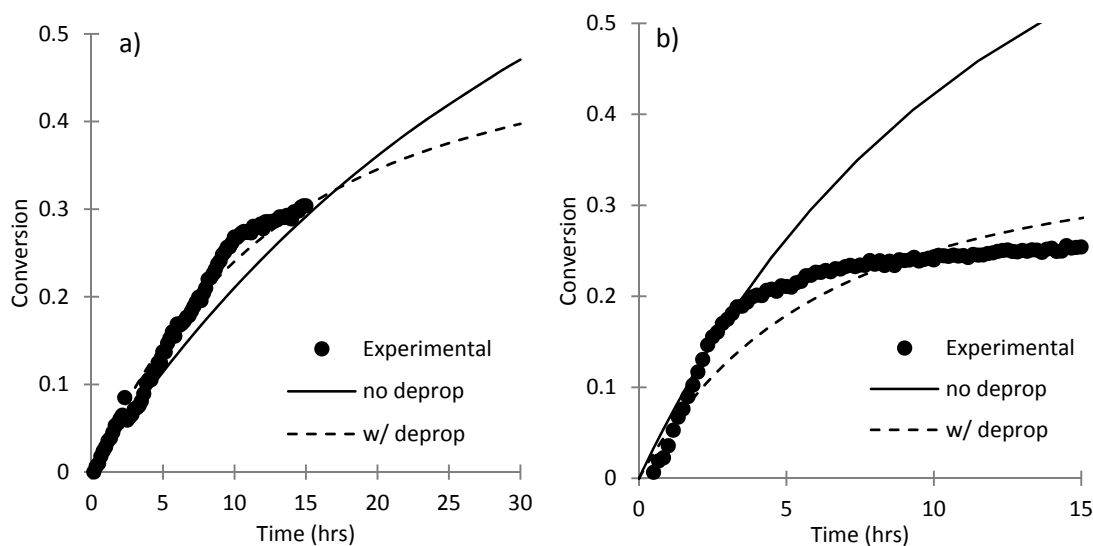 a)
0.5
0.4
0.3
0.2
0.1
0
Conversion
0
5
10
15
20
25
30
Time (hrs)
Experimental
no deprop
w/ deprop
b)
0.5
0.4
0.3
0.2
0.1
0
Conversion
0
5
10
15
Time (hrs)
Experimental
no deprop
w/ deprop